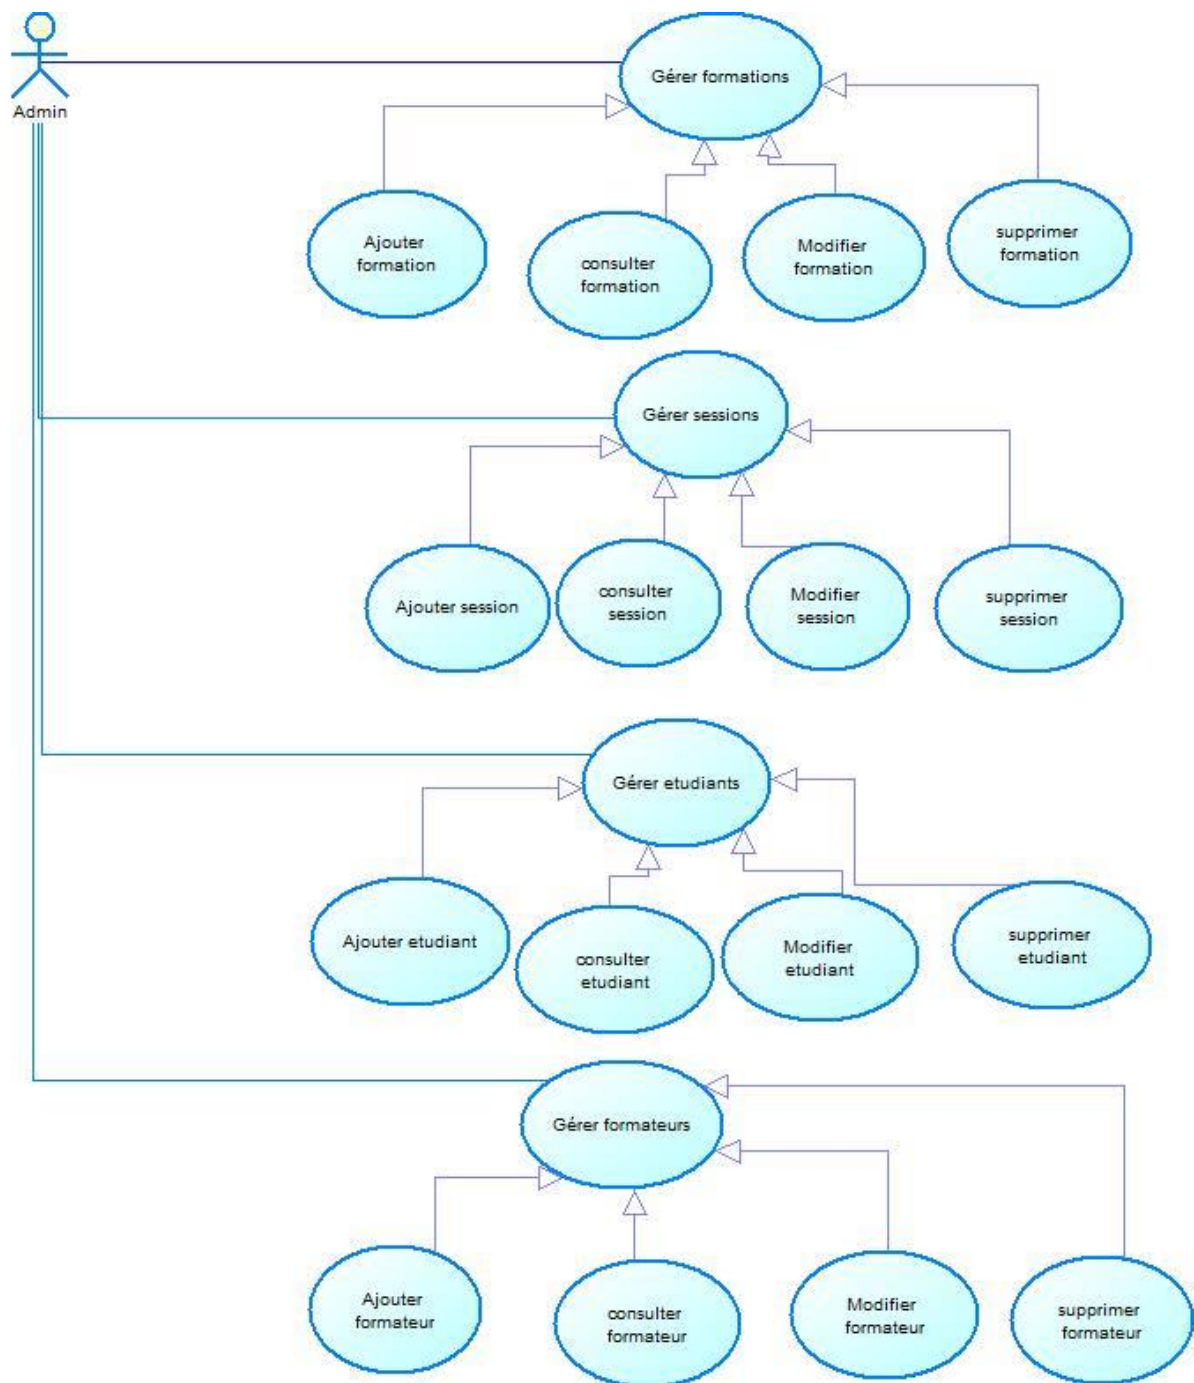 Admin
Gérer formations
Ajouter
formation
consulter
formation
Modifier
formation
supprimer
formation
Gérer sessions
Ajouter session
consulter
session
Modifier
session
supprimer
session
Gérer etudiants
Ajouter etudiant
consulter
etudiant
Modifier
etudiant
supprimer
etudiant
Gérer formateurs
Ajouter
formateur
consulter
formateur
Modifier
formateur
supprimer
formateur